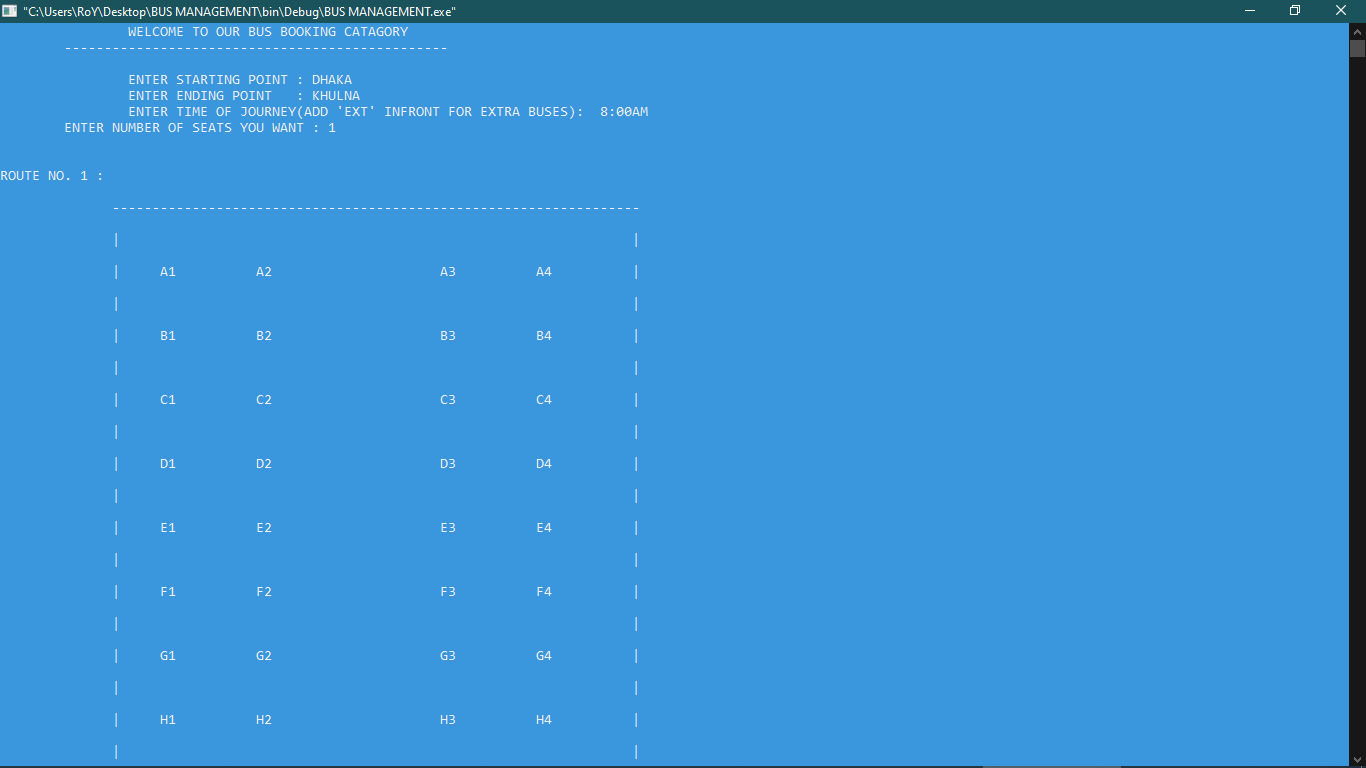 "C:\Users\RoY\Desktop\BUS MANAGEMENT\bin\Debug\BUS MANAGEMENT.exe"
WELCOME TO OUR BUS BOOKING CATAGORY
------------------------------------------------
ENTER STARTING POINT : DHAKA
ENTER ENDING POINT   : KHULNA
ENTER TIME OF JOURNEY(ADD 'EXT' INFRONT FOR EXTRA BUSES):  8:00AM
ENTER NUMBER OF SEATS YOU WANT : 1
ROUTE NO. 1 :
------------------------------------------------------------------
| |
| A1 A2 A3 A4 |
| |
| B1 B2 B3 B4 |
| |
| C1 C2 C3 C4 |
| |
| D1 D2 D3 D4 |
| |
| E1 E2 E3 E4 |
| |
| F1 F2 F3 F4 |
| |
| G1 G2 G3 G4 |
| |
| H1 H2 H3 H4 |
| |